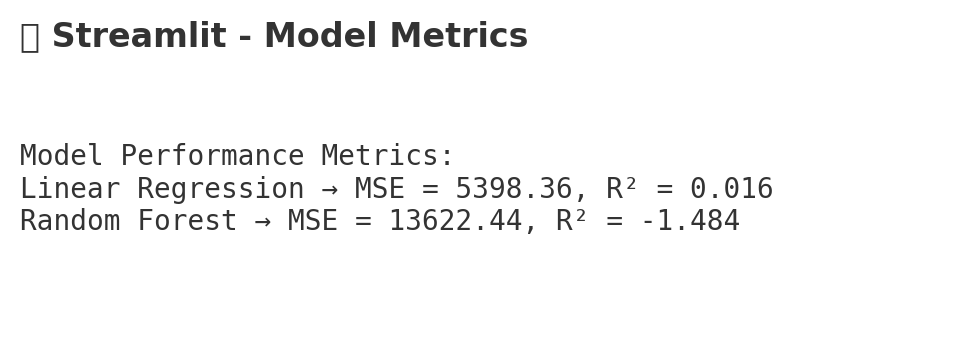 Streamlit - Model Metrics
Model Performance Metrics:
Linear Regression → MSE = 5398.36, R² = 0.016
Random Forest → MSE = 13622.44, R² = -1.484